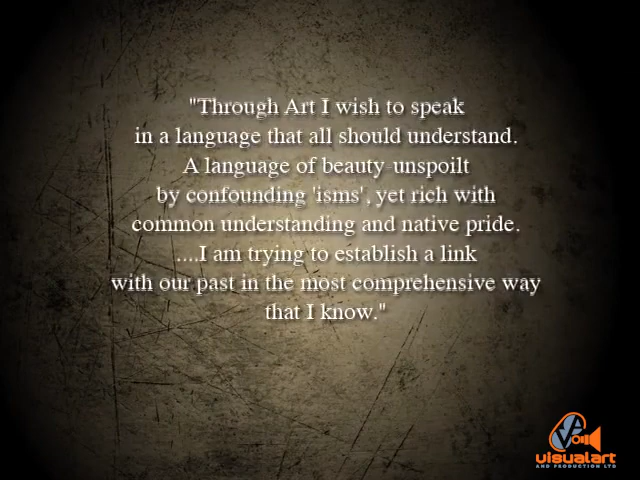 "Through Art I wish to speak
in a language that all should understand.
A language of beauty-unspoilt
by confounding 'isms', yet rich with
common understanding and native pride.
....I am trying to establish a link
with our past in the most comprehensive way
that I know."
VA
visualart
AND PRODUCTION LTD